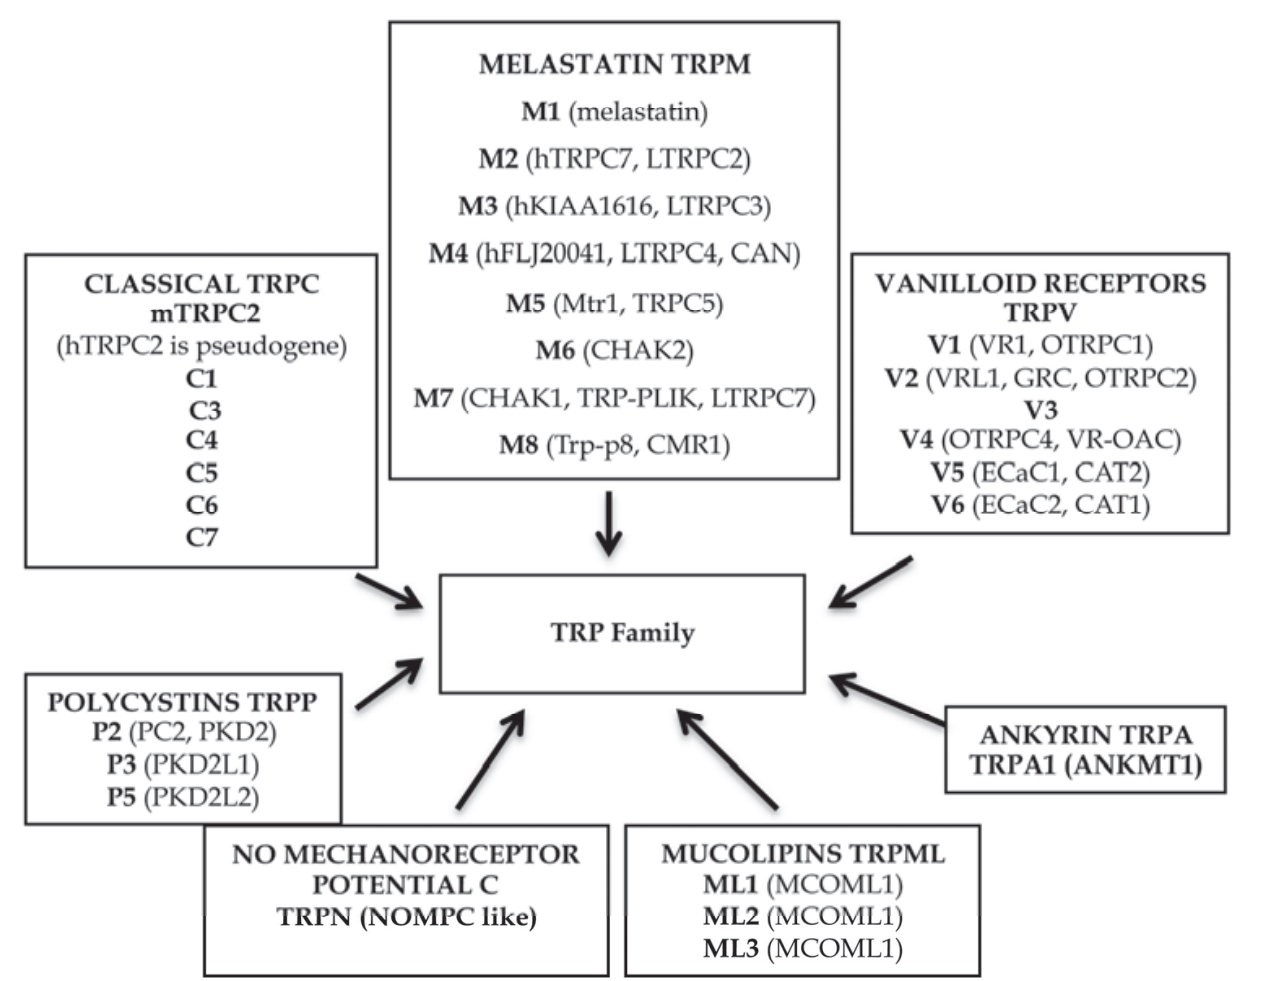 MELASTATIN TRPM
M1 (melastatin)
M2 (hTRPC7, LTRPC2)
M3 (hKIAA1616, LTRPC3)
M4 (hFLJ20041, LTRPC4, CAN)
M5 (Mtr1, TRPC5)
M6 (CHAK2)
M7 (CHAK1, TRP-PLIK, LTRPC7)
M8 (Trp-p8, CMR1)
CLASSICAL TRPC
mTRPC2
(hTRPC2 is pseudogene)
C1
C3
C4
C5
C6
C7
VANILLOID RECEPTORS
TRPV
V1 (VR1, OTRPC1)
V2 (VRL1, GRC, OTRPC2)
V3
V4 (OTRPC4, VR-OAC)
V5 (ECaC1, CAT2)
V6 (ECaC2, CAT1)
TRP Family
POLYCYSTINS TRPP
P2 (PC2, PKD2)
P3 (PKD2L1)
P5 (PKD2L2)
ANKYRIN TRPA
TRPA1 (ANKMT1)
NO MECHANORECEPTOR
POTENTIAL C
TRPN (NOMPC like)
MUCOLIPINS TRPML
ML1 (MCOML1)
ML2 (MCOML1)
ML3 (MCOML1)